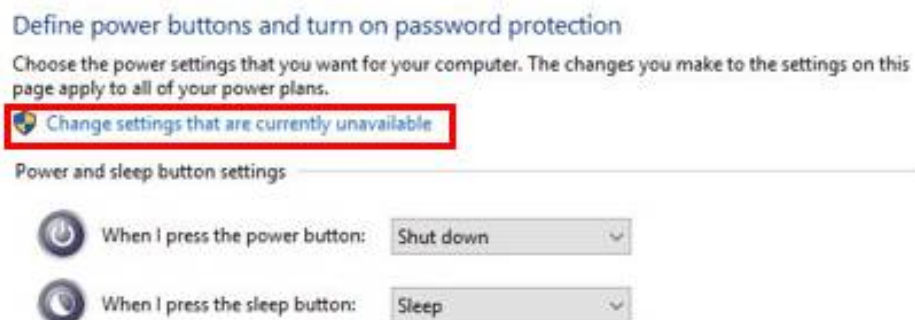 Define power buttons and turn on password protection
Choose the power settings that you want for your computer. The changes you make to the settings on this
page apply to all of your power plans.
Change settings that are currently unavailable
Power and sleep button settings
When I press the power button: Shut down
When I press the sleep button: Sleep